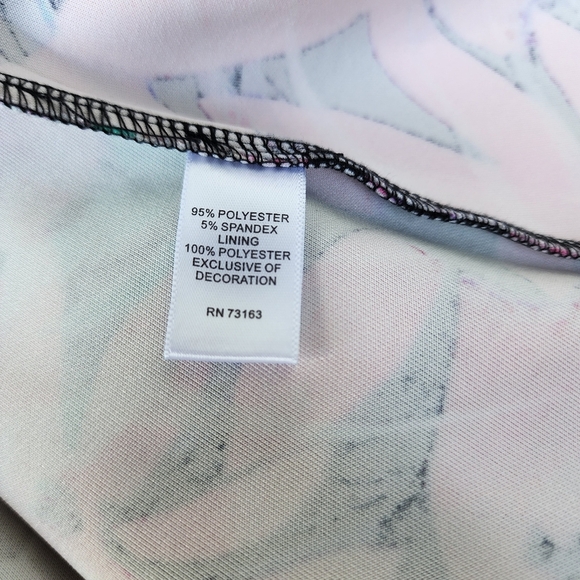 95% POLYESTER
5% SPANDEX
LINING
100% POLYESTER
EXCLUSIVE OF
DECORATION
RN 73163